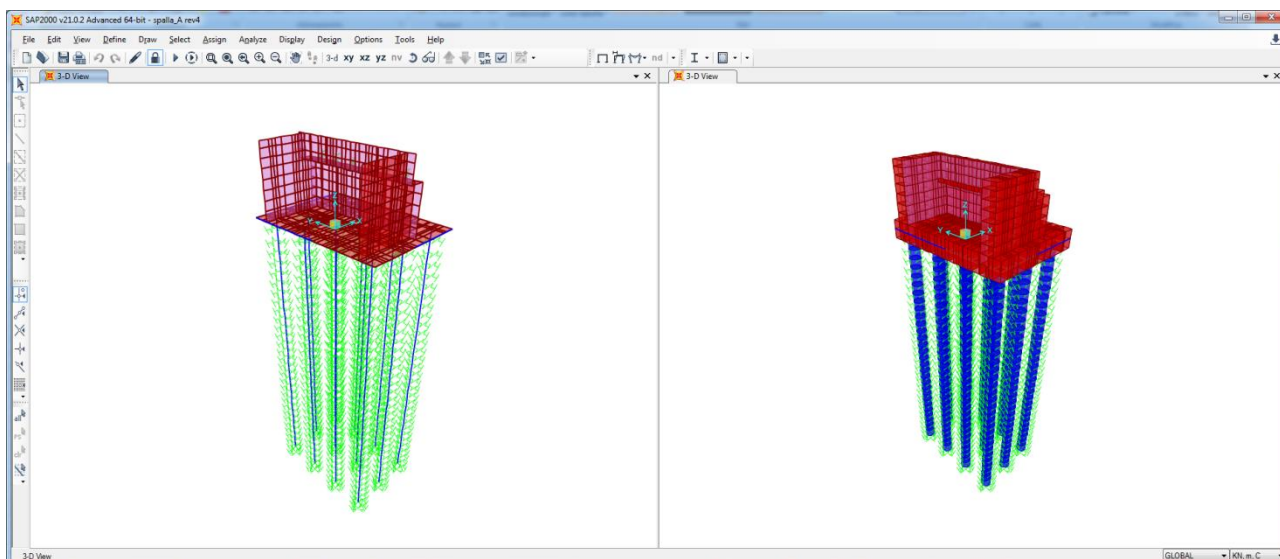 SAP2000 v21.0.2 Advanced 64-bit - spalla_A rev4
File Edit View Define Draw Select Assign Analyze Display Design Options Tools Help
3-d xy xz yz nv
nd
3-D View
3-D View
Z
Y
X
Z
Y
X
3-D View
GLOBAL
KN, m, C